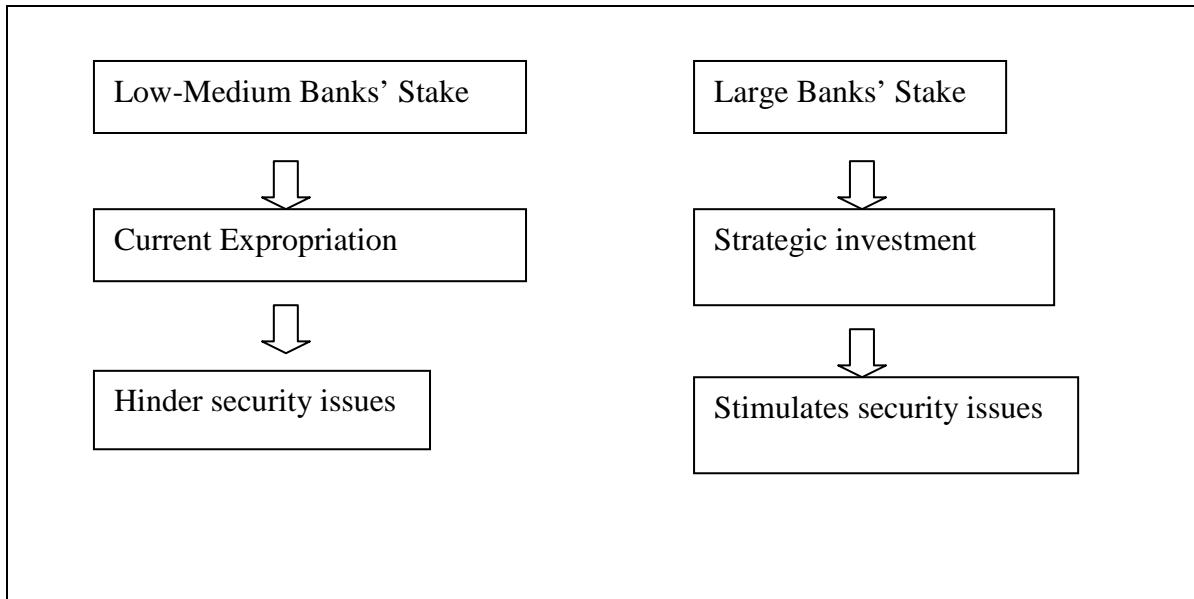 Low-Medium Banks’ Stake
Current Expropriation
Hinder security issues
Large Banks’ Stake
Strategic investment
Stimulates security issues